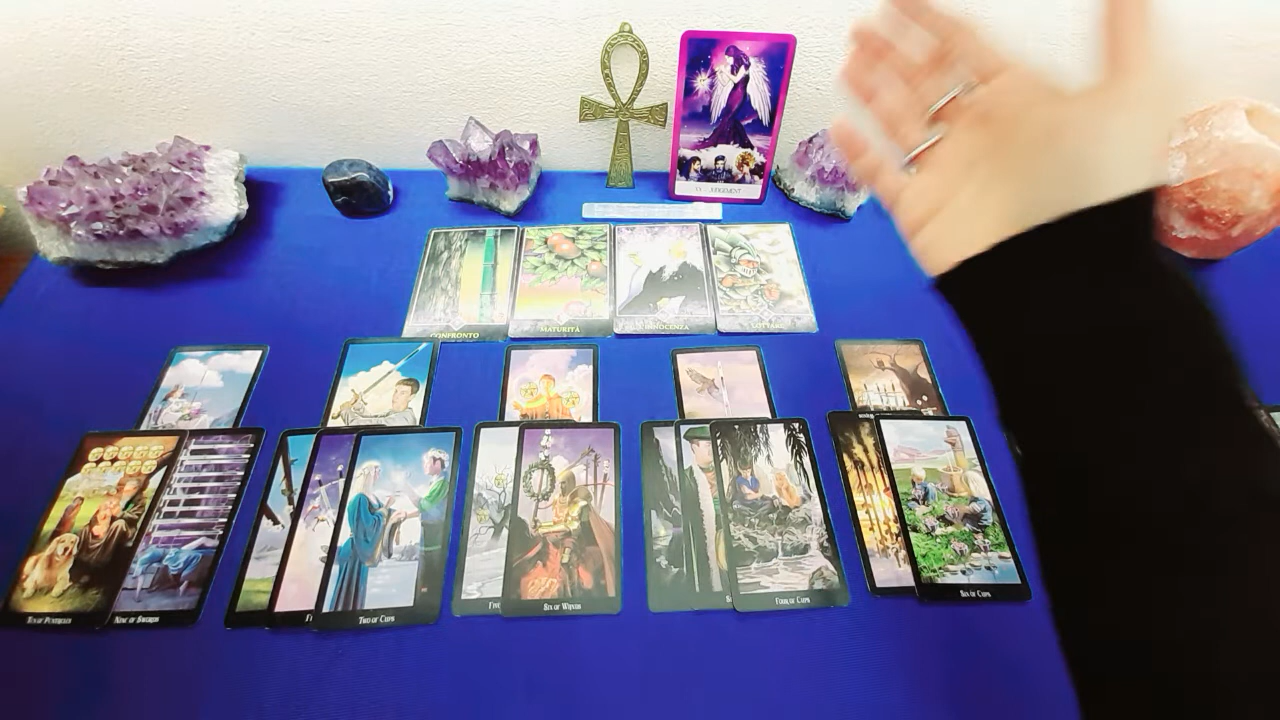 JUDGEMENT
CONFRONTO
MATURITÀ
L'INNOCENZA
LOTTARE
Ten of Pentacles
Nine of Swords
Two of Cups
Six of Wands
Four of Cups
Six of Cups